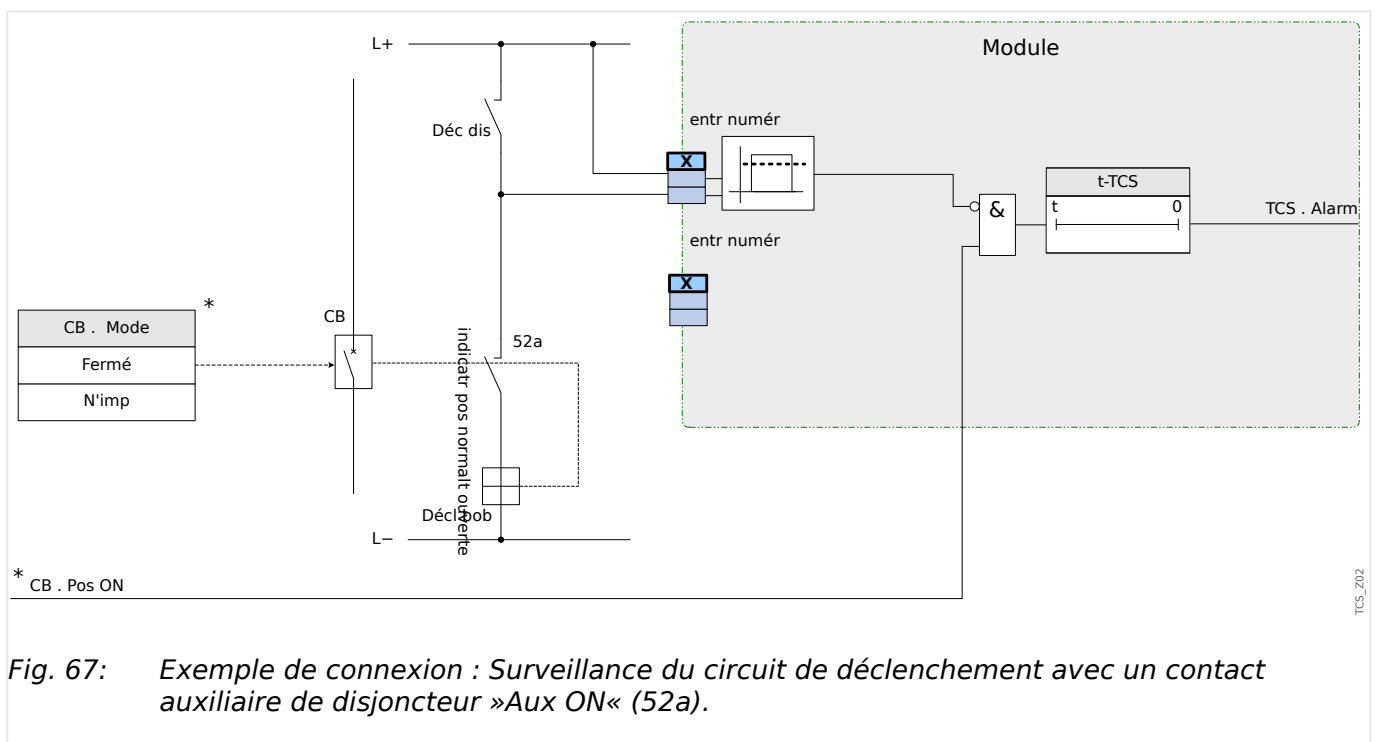 L+
Module
entr numér
Déc dis
X
t-TCS
t 0
&
TCS . Alarm
entr numér
X
*
CB . Mode
Fermé
N'imp
CB
52a
indicatr pos normalt ouverte
Décl bob
L−
* CB . Pos ON
TCS_Z02
Fig. 67: Exemple de connexion : Surveillance du circuit de déclenchement avec un contact
auxiliaire de disjoncteur »Aux ON« (52a).